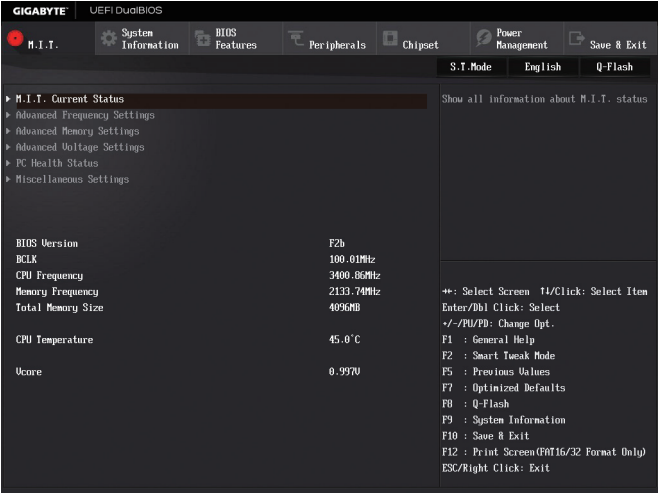 GIGABYTE™ UEFI DualBIOS
M.I.T.
System Information
BIOS Features
Peripherals
Chipset
Power Management
Save & Exit
S.T.Mode English Q-Flash
M.I.T. Current Status
Advanced Frequency Settings
Advanced Memory Settings
Advanced Voltage Settings
PC Health Status
Miscellaneous Settings
Show all information about M.I.T. status
BIOS Version F2b
BCLK 100.01MHz
CPU Frequency 3400.86MHz
Memory Frequency 2133.74MHz
Total Memory Size 4096MB
CPU Temperature 45.0°C
Vcore 0.997V
→←: Select Screen ↑↓/Click: Select Item
Enter/Dbl Click: Select
+/-/PU/PD: Change Opt.
F1 : General Help
F2 : Smart Tweak Mode
F5 : Previous Values
F7 : Optimized Defaults
F8 : Q-Flash
F9 : System Information
F10 : Save & Exit
F12 : Print Screen(FAT16/32 Format Only)
ESC/Right Click: Exit